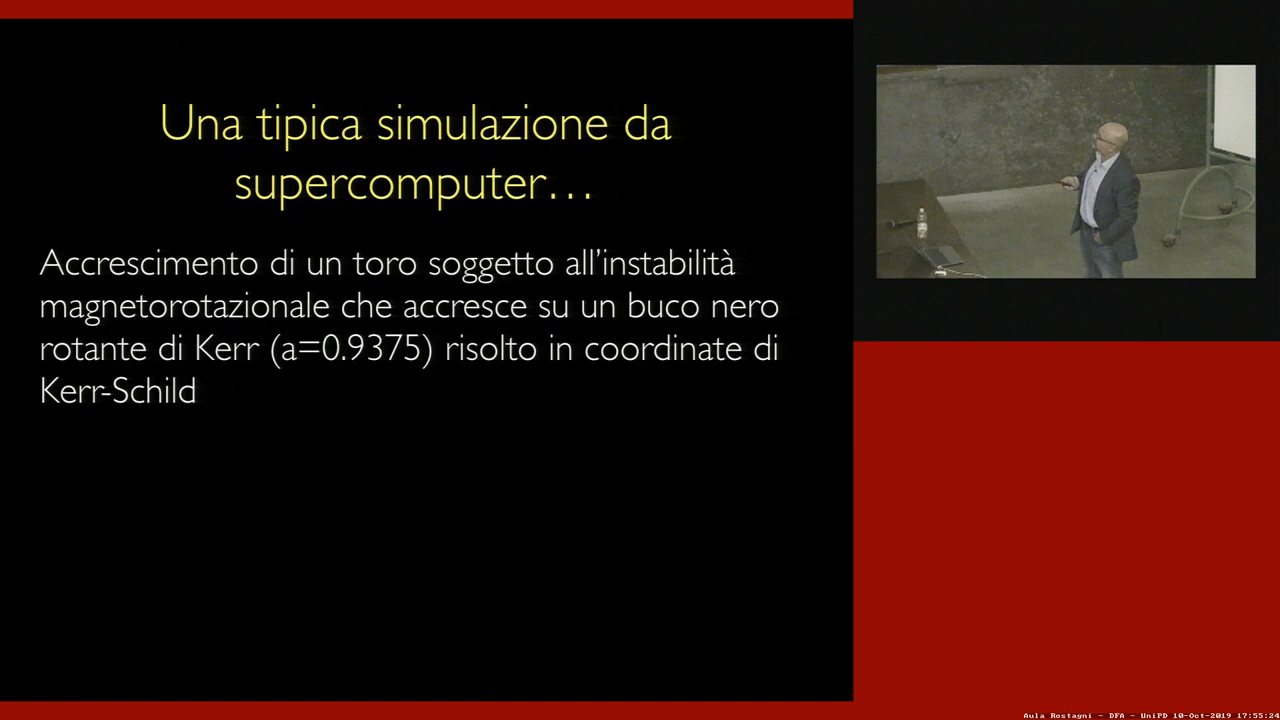 Una tipica simulazione da
supercomputer…
Accrescimento di un toro soggetto all’instabilità
magnetorotazionale che accresce su un buco nero
rotante di Kerr (a=0.9375) risolto in coordinate di
Kerr-Schild
Aula Rostagni - DFA - UniPD 10-Oct-2019 17:55:24